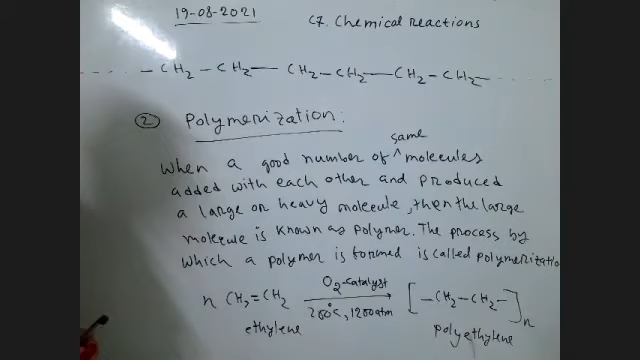 19-08-2021
C7. Chemical Reactions
- - - - - CH2 - CH2 - CH2 - CH2 - CH2 - CH2 - - - - -
② Polymerization:
same
When a good number of ^ molecules
added with each other and produced
a large or heavy molecule, then the large
molecule is known as polymer. The process by
which a polymer is formed is called polymerizatio
n CH2=CH2 O2-catalyst 200°C, 1200atm [-CH2-CH2-]n
ethylene polyethylene